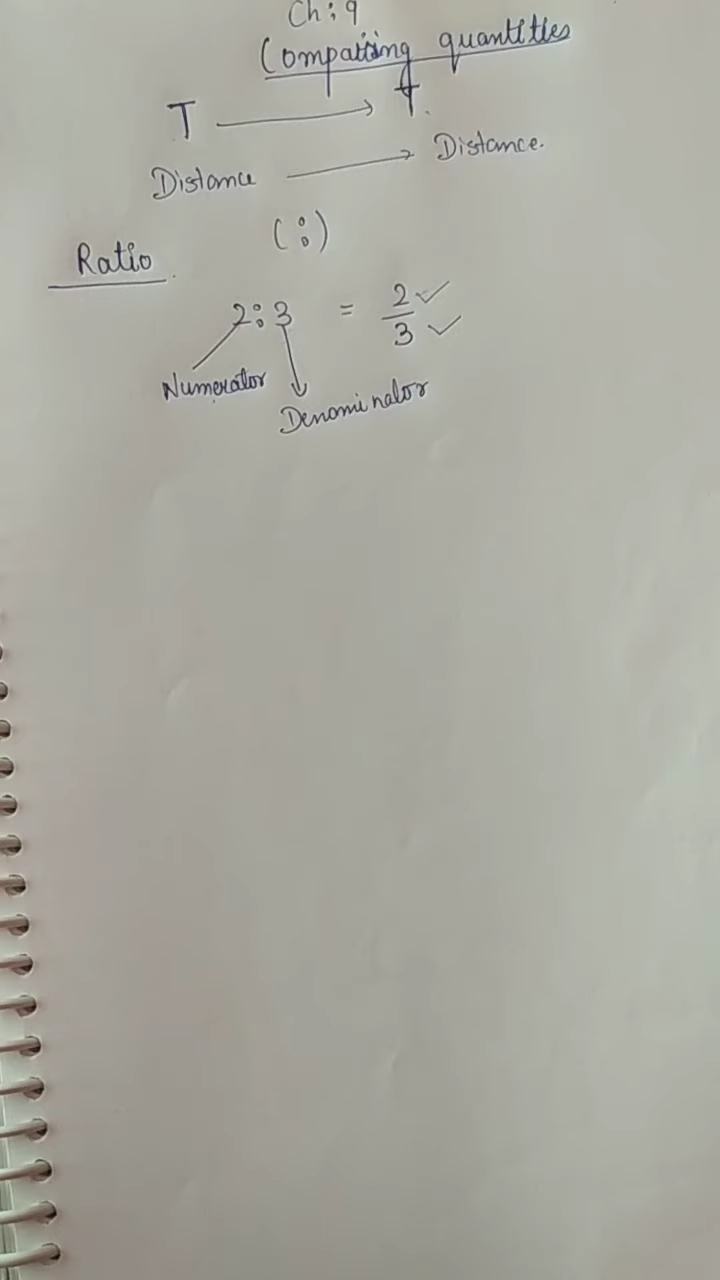 Ch: 9
Comparing quantities
T → T.
Distance → Distance.
Ratio. (:)
2:3 = 2/3
Numerator
Denominator